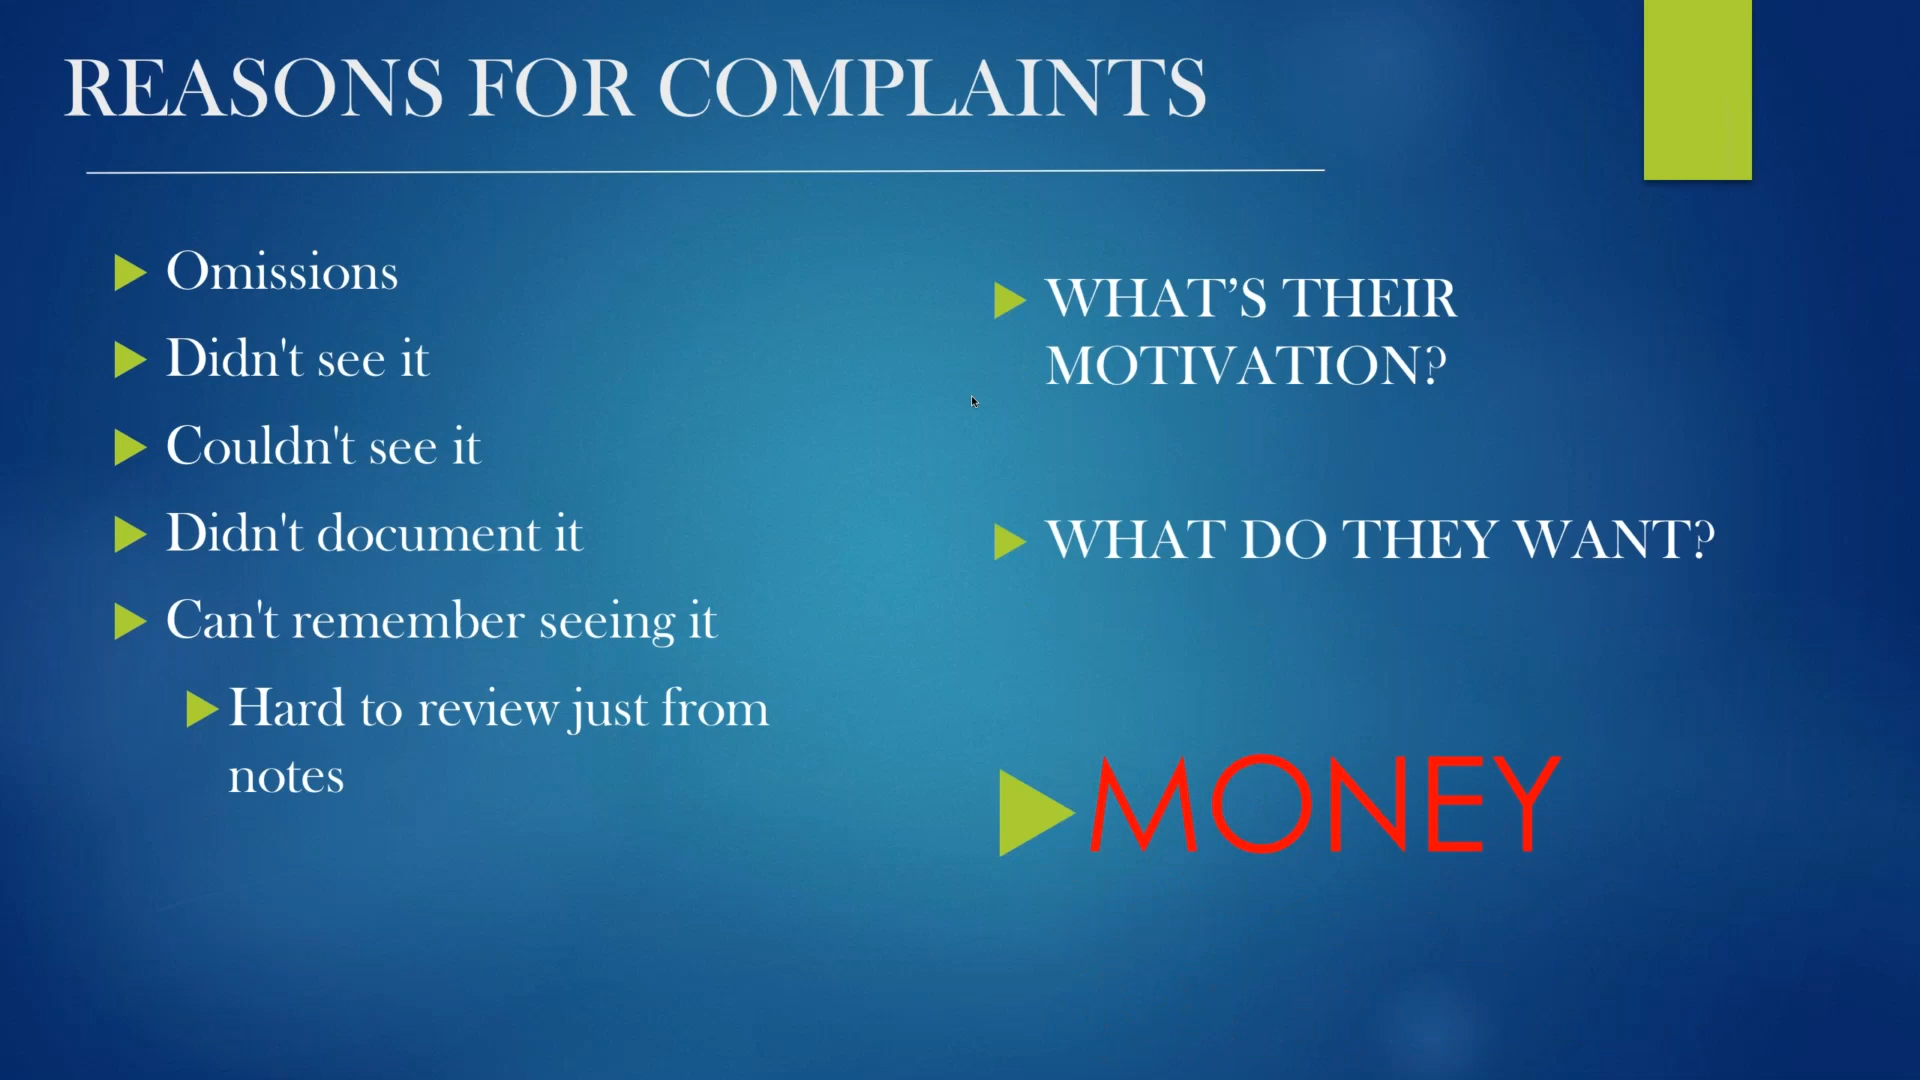 REASONS FOR COMPLAINTS
Omissions
Didn't see it
Couldn't see it
Didn't document it
Can't remember seeing it
Hard to review just from
notes
WHAT’S THEIR
MOTIVATION?
WHAT DO THEY WANT?
MONEY